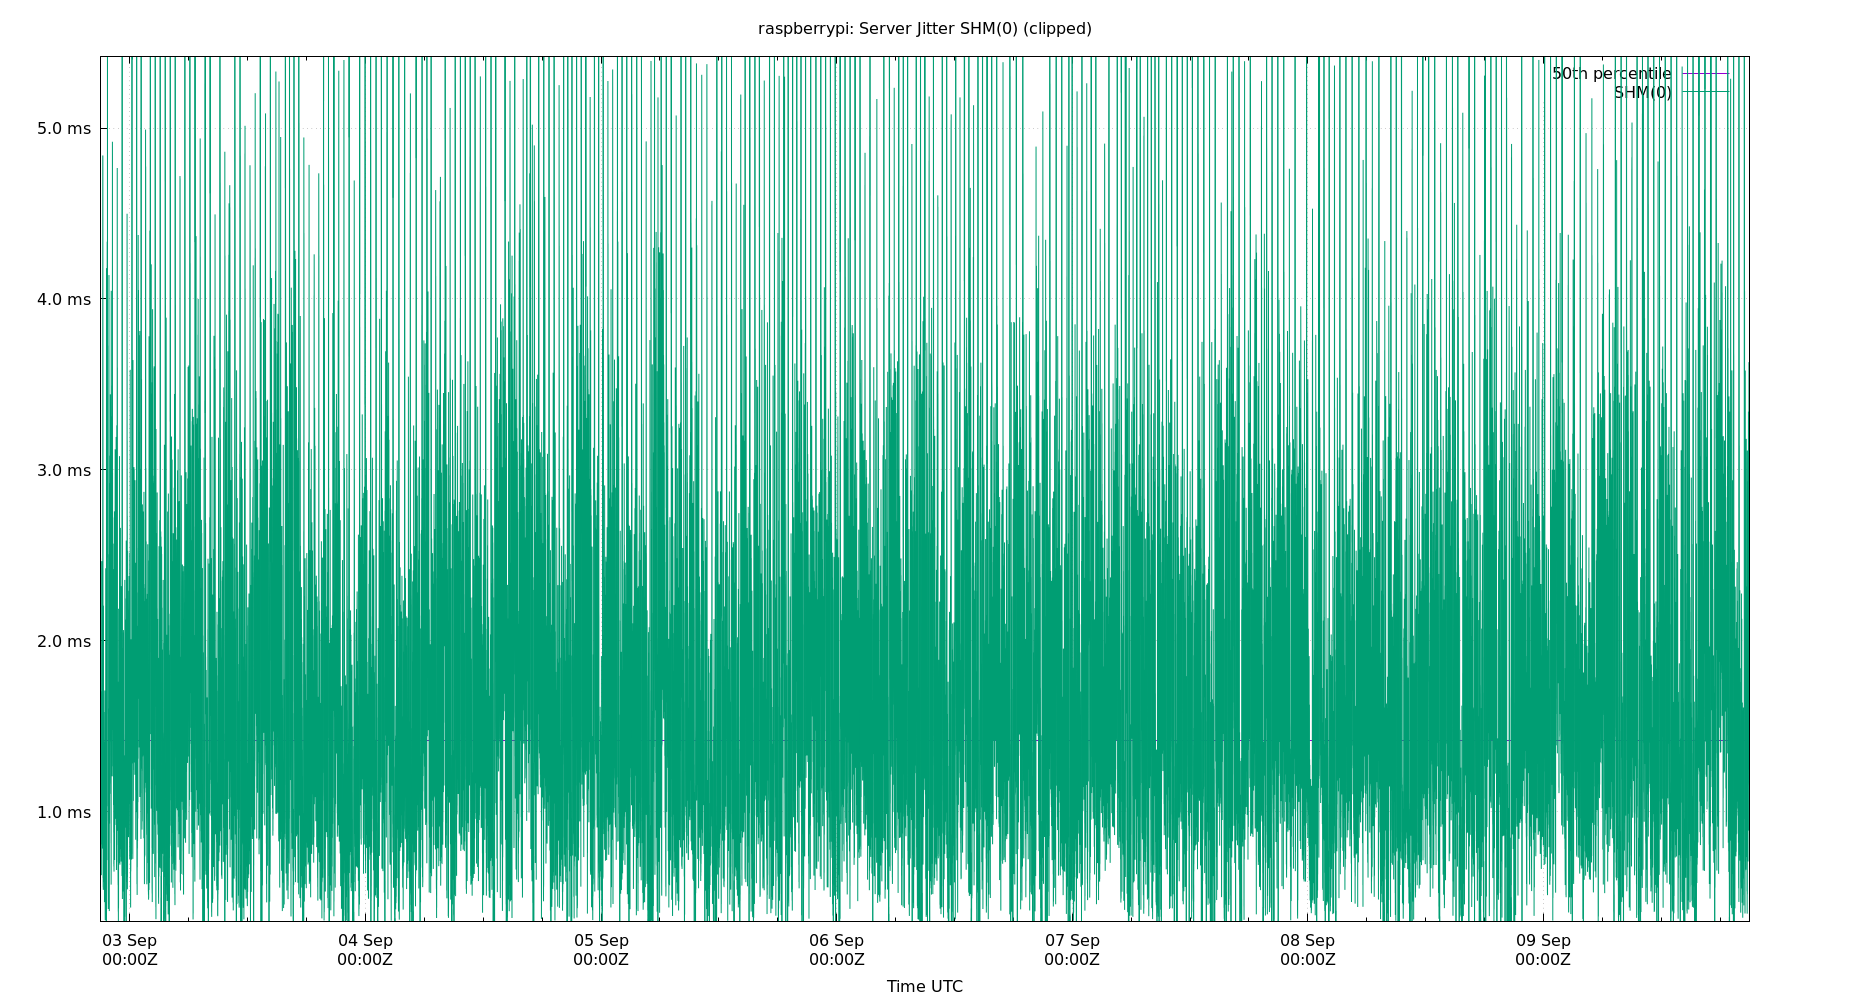 raspberrypi: Server Jitter SHM(0) (clipped)
50th percentile
SHM(0)
5.0 ms
4.0 ms
3.0 ms
2.0 ms
1.0 ms
03 Sep 04 Sep 05 Sep 06 Sep 07 Sep 08 Sep 09 Sep
00:00Z 00:00Z 00:00Z 00:00Z 00:00Z 00:00Z 00:00Z
Time UTC